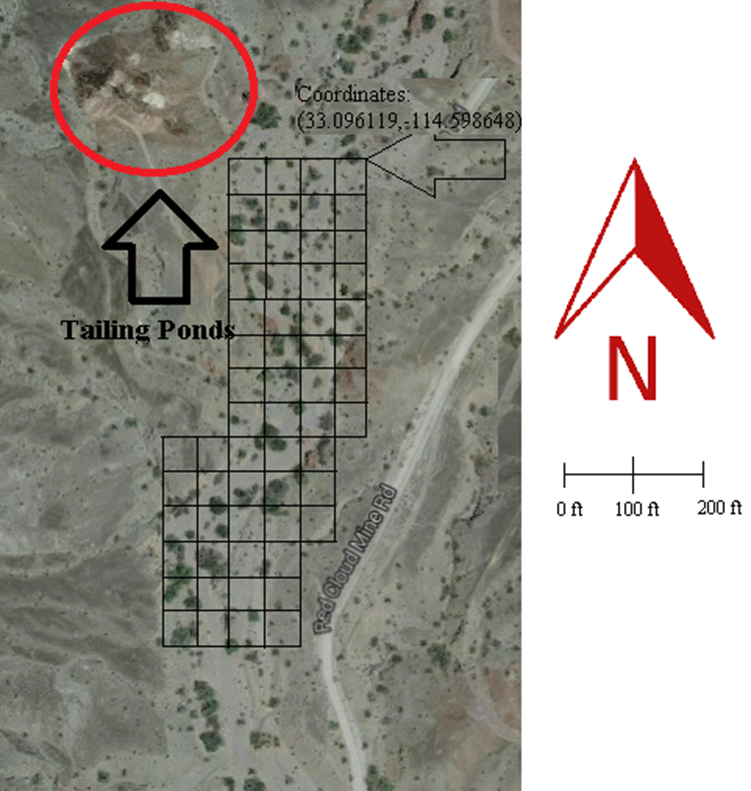 Coordinates:
(33.096119,-114.598648)
Tailing Ponds
Red Cloud Mine Rd
N
0 ft 100 ft 200 ft